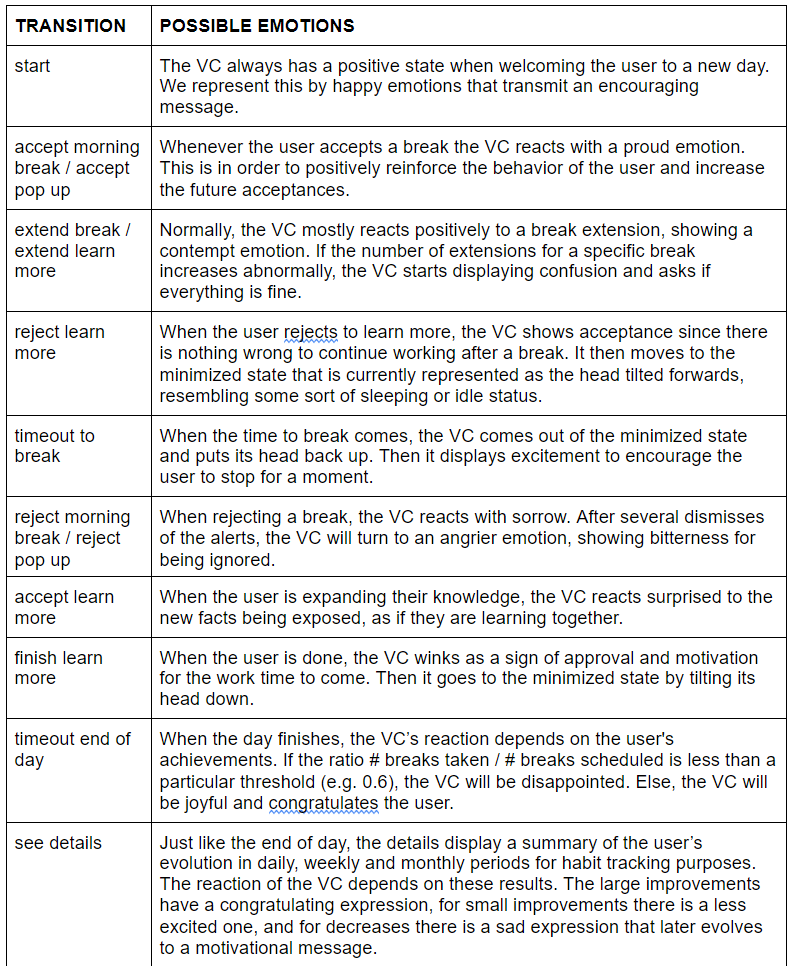 TRANSITION POSSIBLE EMOTIONS
start
The VC always has a positive state when welcoming the user to a new day.
We represent this by happy emotions that transmit an encouraging
message.
accept morning
break / accept
pop up
Whenever the user accepts a break the VC reacts with a proud emotion.
This is in order to positively reinforce the behavior of the user and increase
the future acceptances.
extend break /
extend learn
more
Normally, the VC mostly reacts positively to a break extension, showing a
contempt emotion. If the number of extensions for a specific break
increases abnormally, the VC starts displaying confusion and asks if
everything is fine.
reject learn
more
When the user rejects to learn more, the VC shows acceptance since there
is nothing wrong to continue working after a break. It then moves to the
minimized state that is currently represented as the head tilted forwards,
resembling some sort of sleeping or idle status.
timeout to
break
When the time to break comes, the VC comes out of the minimized state
and puts its head back up. Then it displays excitement to encourage the
user to stop for a moment.
reject morning
break / reject
pop up
When rejecting a break, the VC reacts with sorrow. After several dismisses
of the alerts, the VC will turn to an angrier emotion, showing bitterness for
being ignored.
accept learn
more
When the user is expanding their knowledge, the VC reacts surprised to the
new facts being exposed, as if they are learning together.
finish learn
more
When the user is done, the VC winks as a sign of approval and motivation
for the work time to come. Then it goes to the minimized state by tilting its
head down.
timeout end of
day
When the day finishes, the VC's reaction depends on the user's
achievements. If the ratio # breaks taken / # breaks scheduled is less than a
particular threshold (e.g. 0.6), the VC will be disappointed. Else, the VC will
be joyful and congratulates the user.
see details
Just like the end of day, the details display a summary of the user's
evolution in daily, weekly and monthly periods for habit tracking purposes.
The reaction of the VC depends on these results. The large improvements
have a congratulating expression, for small improvements there is a less
excited one, and for decreases there is a sad expression that later evolves
to a motivational message.